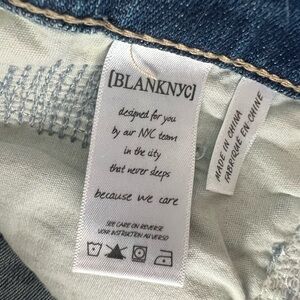 [BLANKNYC]
designed for you
by our NYC team
in the city
that never sleeps
because we care
SEE CARE ON REVERSE
VOIR INSTRUCTION AU VERSO
MADE IN CHINA
FABRIQUE EN CHINE